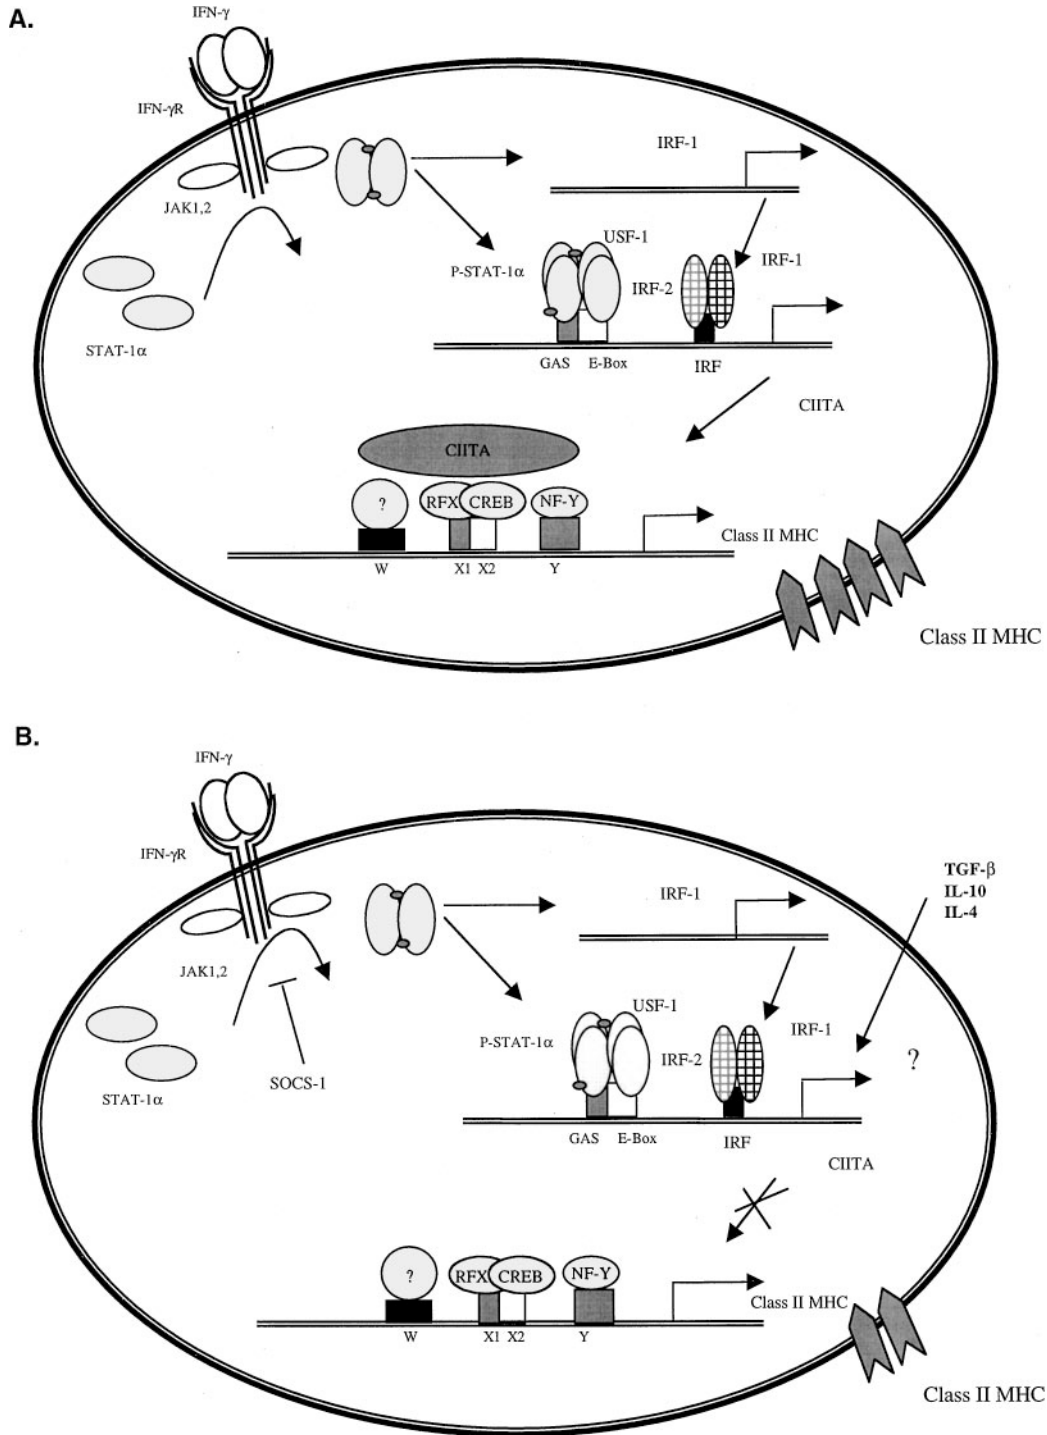 A.
IFN-γ
IFN-γR
IRF-1
JAK1,2
USF-1
P-STAT-1α
IRF-2
IRF-1
STAT-1α
GAS
E-Box
IRF
CIITA
CIITA
?
RFX
CREB
NF-Y
Class II MHC
W
X1
X2
Y
Class II MHC
B.
IFN-γ
IFN-γR
TGF-β
IL-10
IL-4
IRF-1
JAK1,2
USF-1
P-STAT-1α
IRF-2
IRF-1
?
SOCS-1
STAT-1α
GAS
E-Box
IRF
CIITA
?
RFX
CREB
NF-Y
Class II MHC
W
X1
X2
Y
Class II MHC